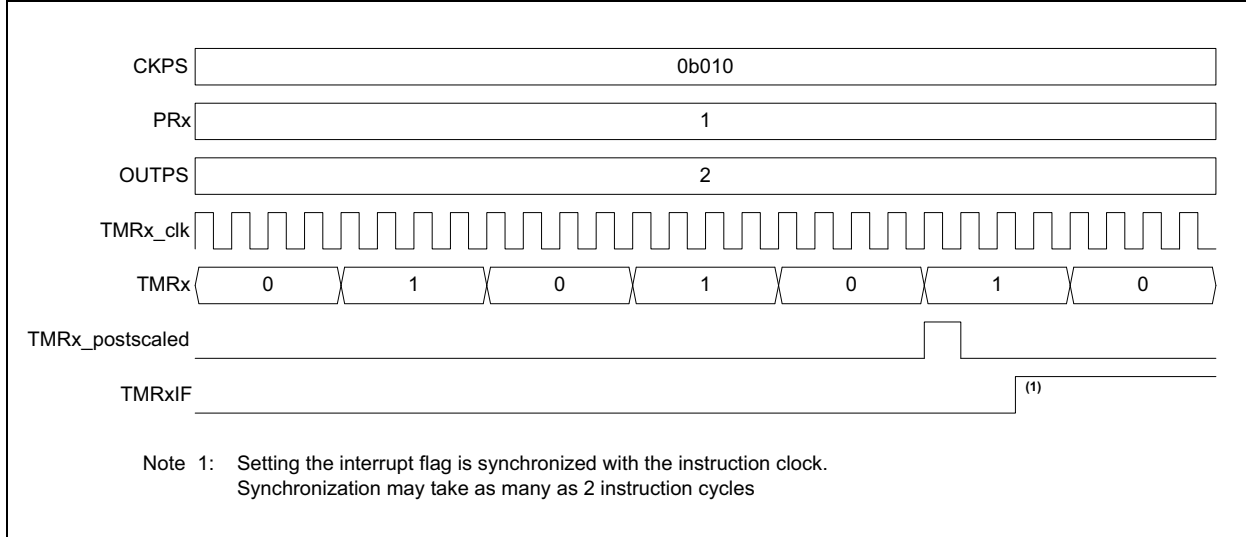 CKPS 0b010
PRx 1
OUTPS 2
TMRx_clk
TMRx 0 1 0 1 0 1 0
TMRx_postscaled
TMRxIF (1)
Note 1: Setting the interrupt flag is synchronized with the instruction clock.
Synchronization may take as many as 2 instruction cycles